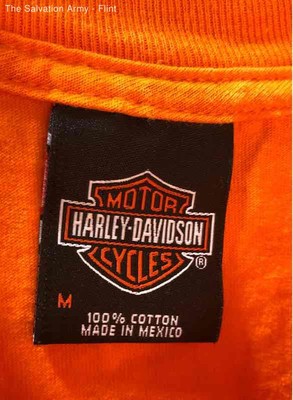 The Salvation Army - Flint
MOTOR
HARLEY-DAVIDSON
CYCLES
®
M
100% COTTON
MADE IN MEXICO